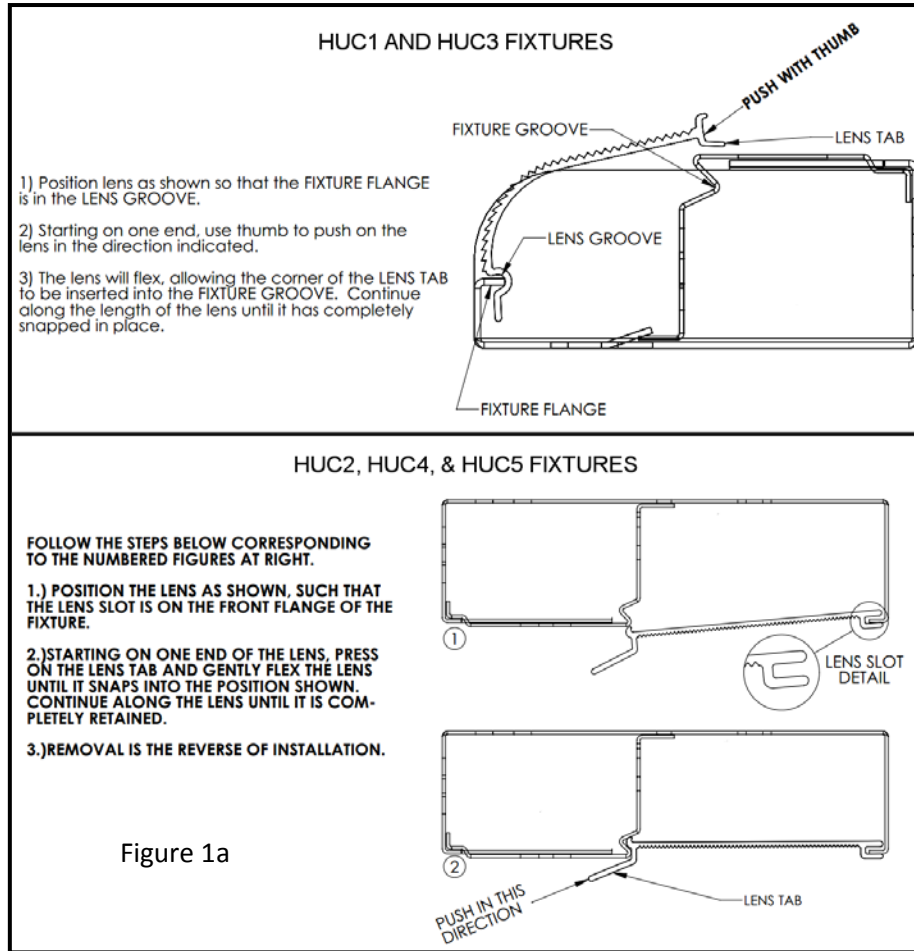 HUC1 AND HUC3 FIXTURES
PUSH WITH THUMB
FIXTURE GROOVE
LENS TAB
1) Position lens as shown so that the FIXTURE FLANGE
is in the LENS GROOVE.
2) Starting on one end, use thumb to push on the
lens in the direction indicated.
LENS GROOVE
3) The lens will flex, allowing the corner of the LENS TAB
to be inserted into the FIXTURE GROOVE. Continue
along the length of the lens until it has completely
snapped in place.
FIXTURE FLANGE
HUC2, HUC4, & HUC5 FIXTURES
FOLLOW THE STEPS BELOW CORRESPONDING
TO THE NUMBERED FIGURES AT RIGHT.
1.) POSITION THE LENS AS SHOWN, SUCH THAT
THE LENS SLOT IS ON THE FRONT FLANGE OF THE
FIXTURE.
2.)STARTING ON ONE END OF THE LENS, PRESS
ON THE LENS TAB AND GENTLY FLEX THE LENS
UNTIL IT SNAPS INTO THE POSITION SHOWN.
CONTINUE ALONG THE LENS UNTIL IT IS COM-
PLETELY RETAINED.
3.)REMOVAL IS THE REVERSE OF INSTALLATION.
1
LENS SLOT
DETAIL
Figure 1a
2
PUSH IN THIS
DIRECTION
LENS TAB